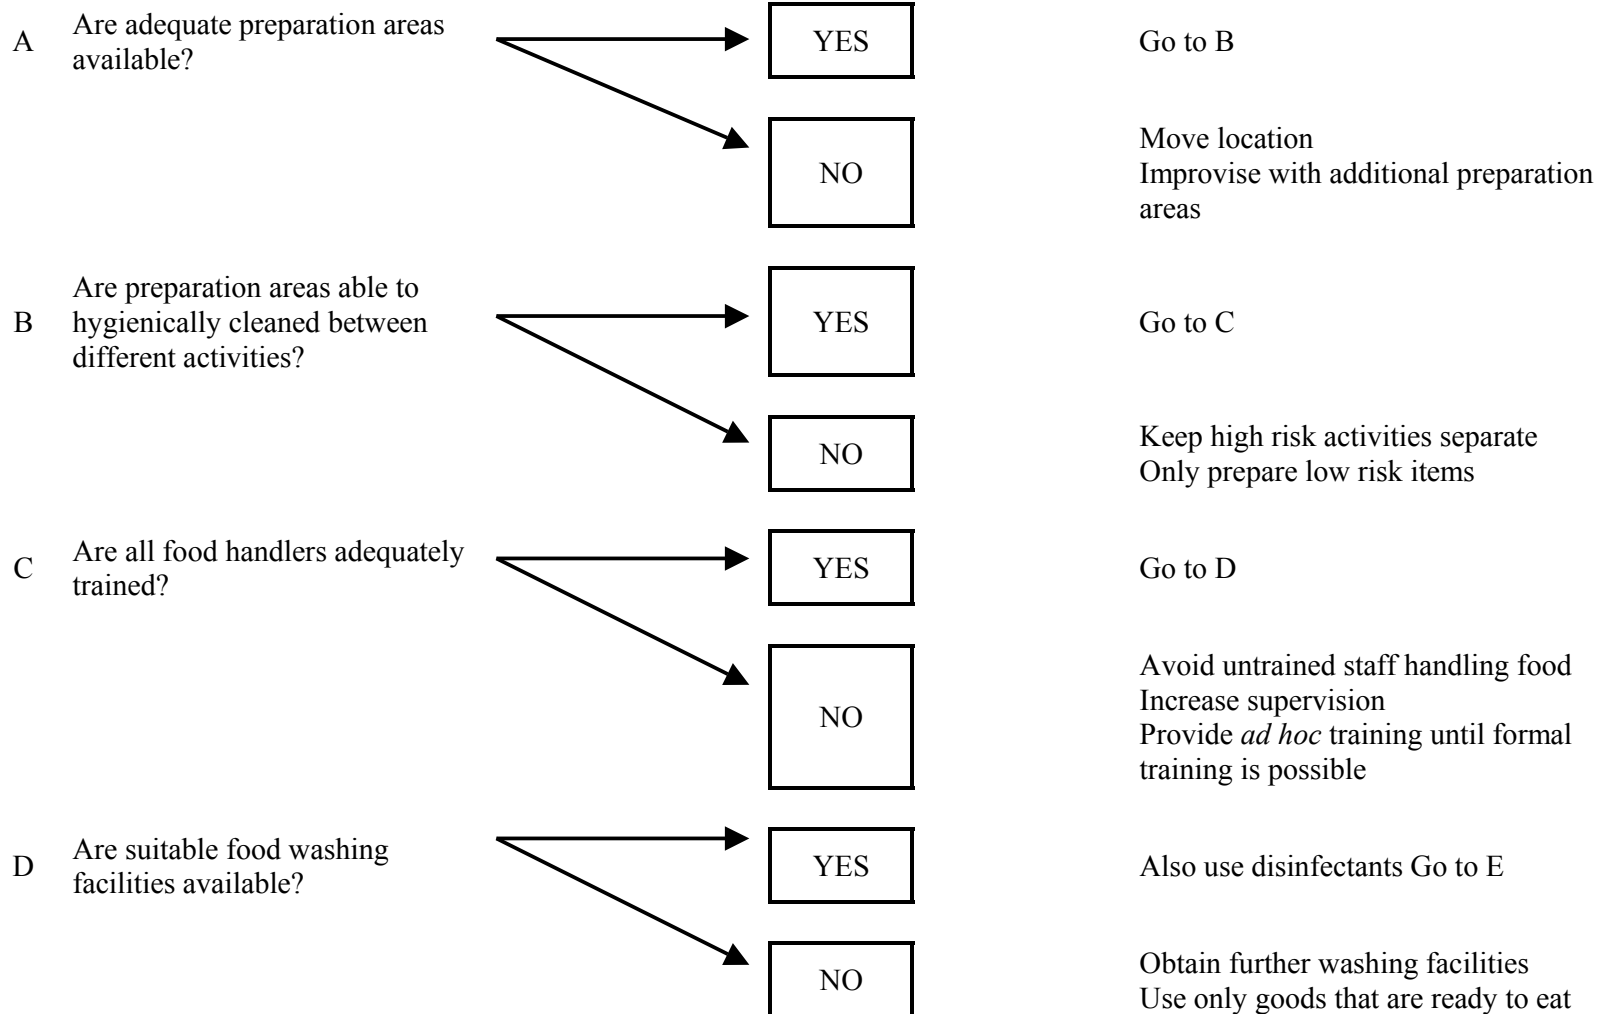 A
Are adequate preparation areas
available?
YES
Go to B
NO
Move location
Improvise with additional preparation
areas
B
Are preparation areas able to
hygienically cleaned between
different activities?
YES
Go to C
NO
Keep high risk activities separate
Only prepare low risk items
C
Are all food handlers adequately
trained?
YES
Go to D
NO
Avoid untrained staff handling food
Increase supervision
Provide ad hoc training until formal
training is possible
D
Are suitable food washing
facilities available?
YES
Also use disinfectants Go to E
NO
Obtain further washing facilities
Use only goods that are ready to eat